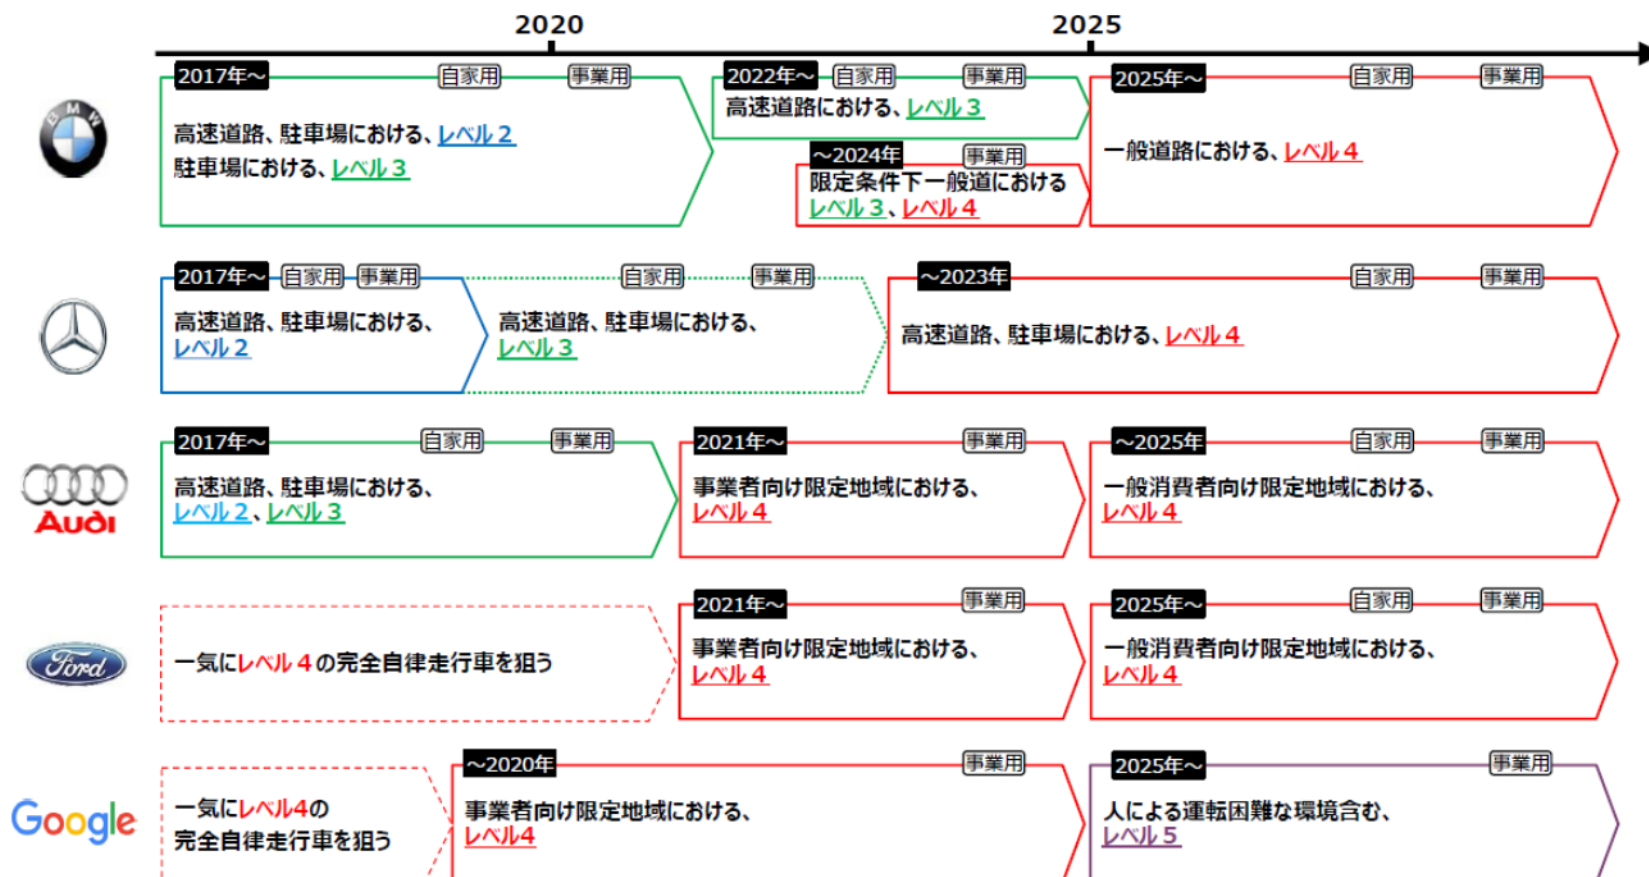 2020
2025
BMW
2017年～
自家用
事業用
高速道路、駐車場における、レベル２
駐車場における、レベル３
2022年～
自家用
事業用
高速道路における、レベル３
～2024年
事業用
限定条件下一般道における
レベル３、レベル４
2025年～
自家用
事業用
一般道路における、レベル４
2017年～
自家用
事業用
高速道路、駐車場における、
レベル２
自家用
事業用
高速道路、駐車場における、
レベル３
～2023年
自家用
事業用
高速道路、駐車場における、レベル４
Audi
2017年～
自家用
事業用
高速道路、駐車場における、
レベル２、レベル３
2021年～
事業用
事業者向け限定地域における、
レベル４
～2025年
自家用
事業用
一般消費者向け限定地域における、
レベル４
Ford
一気にレベル４の完全自律走行車を狙う
2021年～
事業用
事業者向け限定地域における、
レベル４
2025年～
自家用
事業用
一般消費者向け限定地域における、
レベル４
Google
一気にレベル4の
完全自律走行車を狙う
～2020年
事業用
事業者向け限定地域における、
レベル4
2025年～
事業用
人による運転困難な環境含む、
レベル５